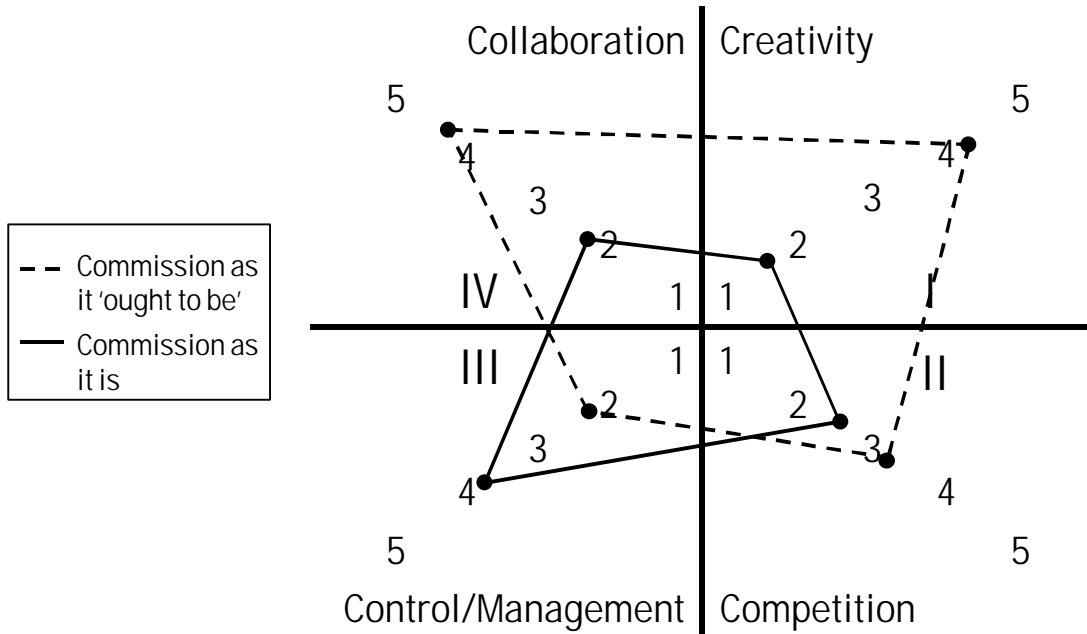 Collaboration Creativity
5 5
4 4
3 3
2 2
IV 1 1 I
Commission as
it 'ought to be’
Commission as
it is
III 1 1 II
2 2
3 3
4 4
5 5
Control/Management Competition